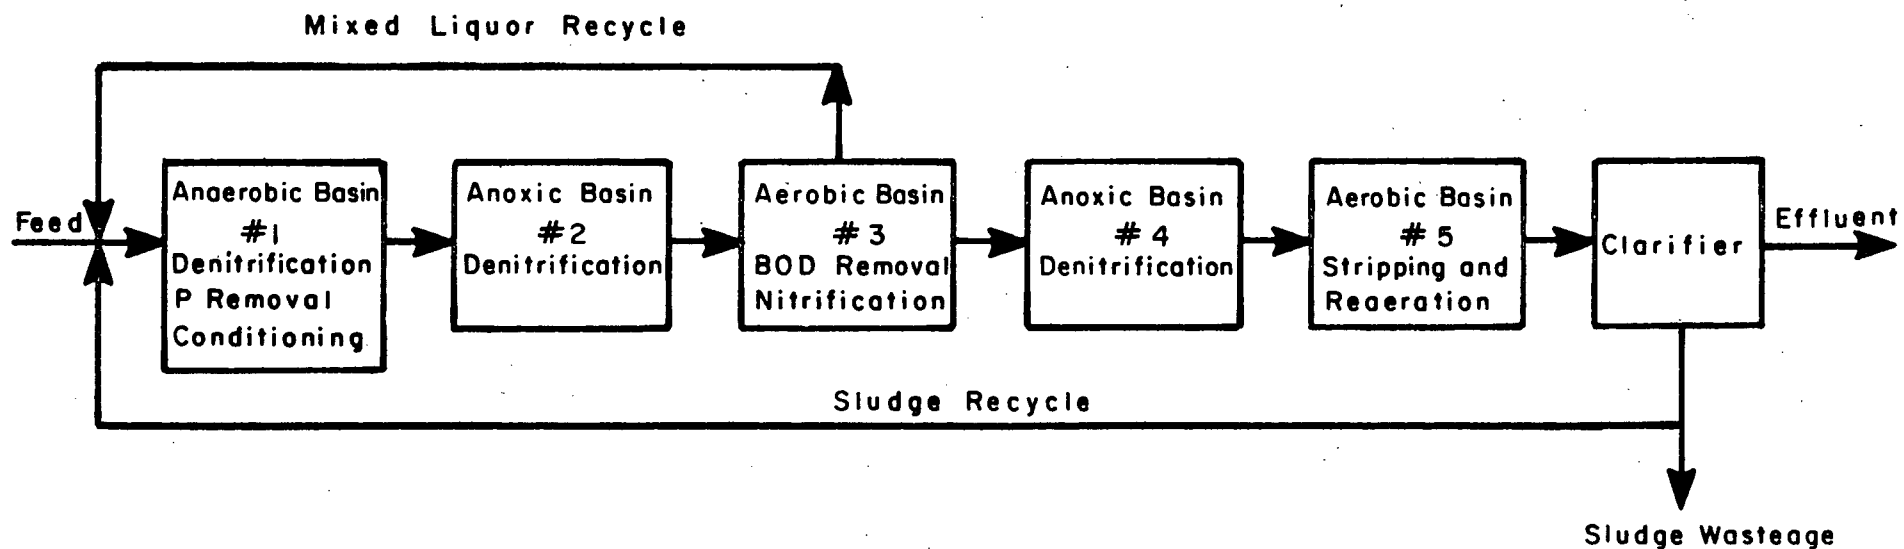 Mixed Liquor Recycle
Feed
Anaerobic Basin
#1
Denitrification
P Removal
Conditioning
Anoxic Basin
#2
Denitrification
Aerobic Basin
#3
BOD Removal
Nitrification
Anoxic Basin
#4
Denitrification
Aerobic Basin
#5
Stripping and
Reaeration
Clarifier
Effluent
Sludge Recycle
Sludge Wasteage